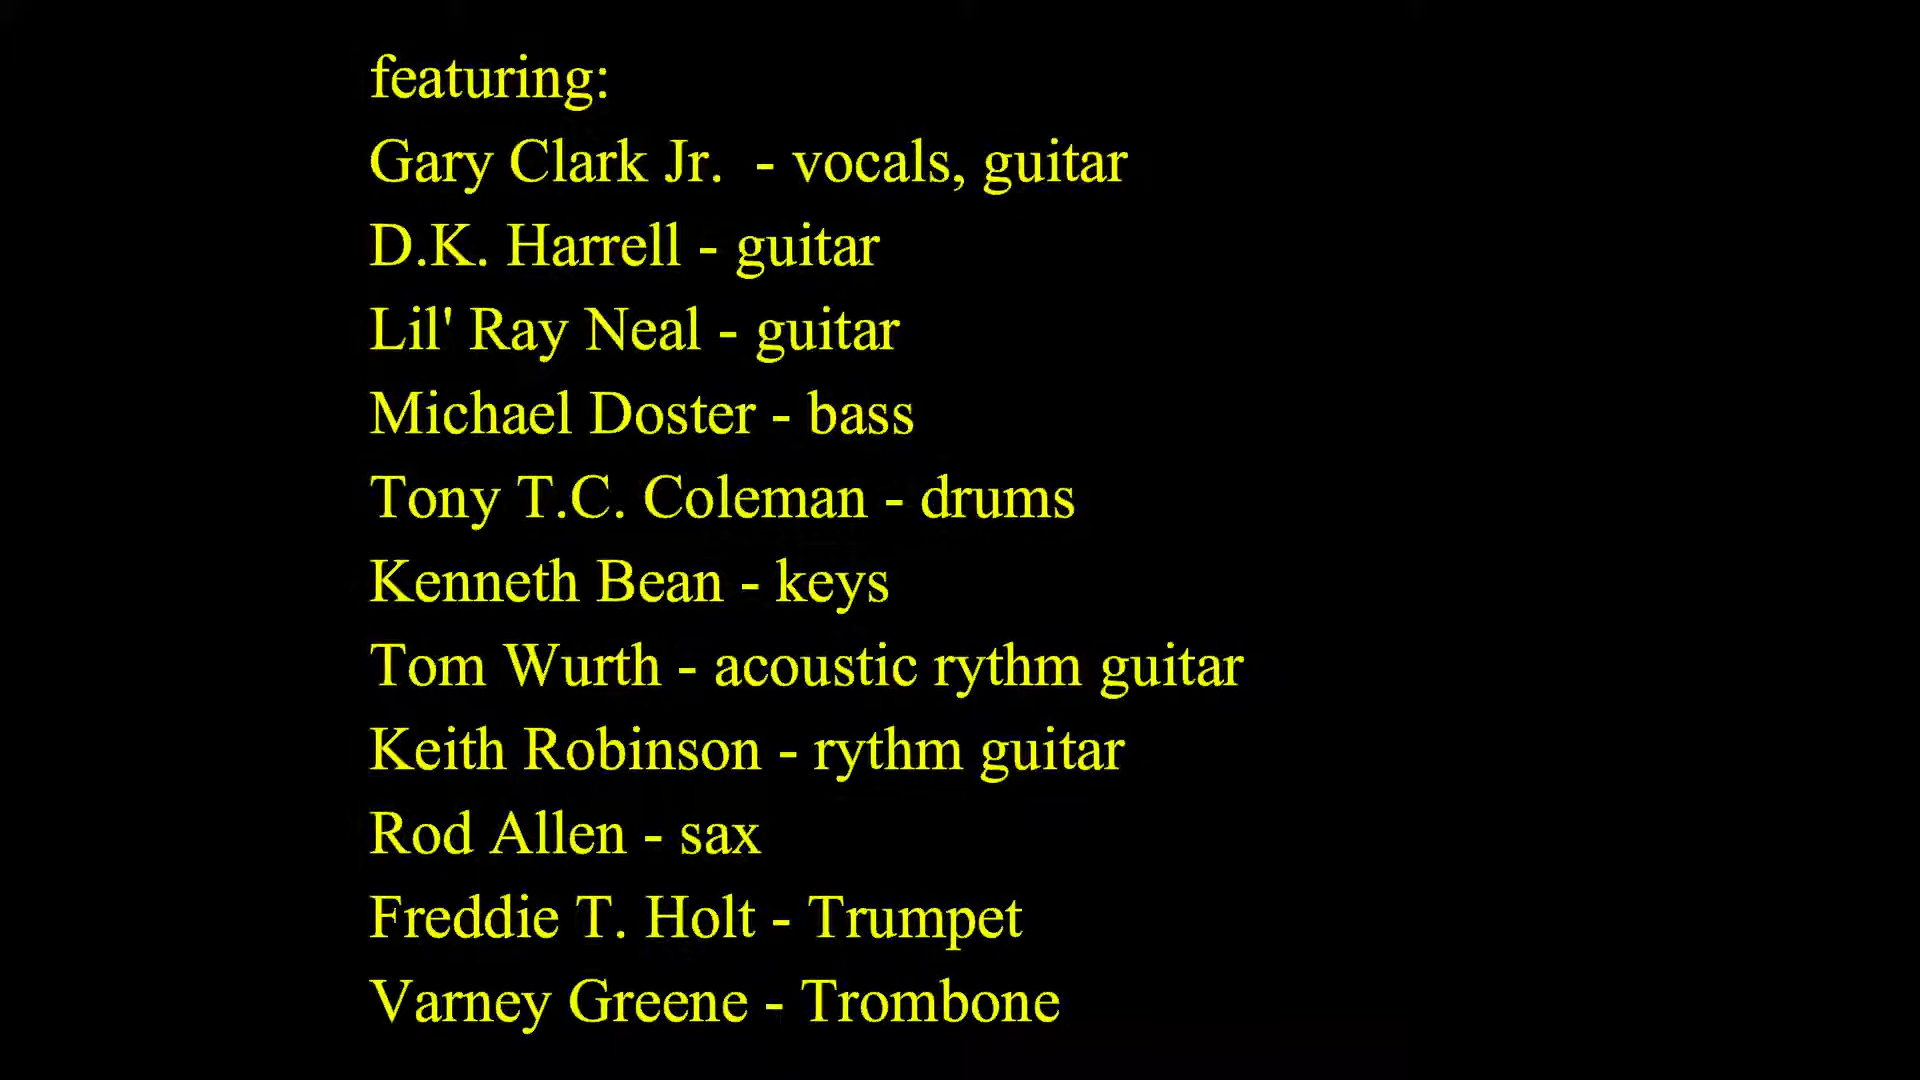 featuring:
Gary Clark Jr.  - vocals, guitar
D.K. Harrell - guitar
Lil' Ray Neal - guitar
Michael Doster - bass
Tony T.C. Coleman - drums
Kenneth Bean - keys
Tom Wurth - acoustic rythm guitar
Keith Robinson - rythm guitar
Rod Allen - sax
Freddie T. Holt - Trumpet
Varney Greene - Trombone